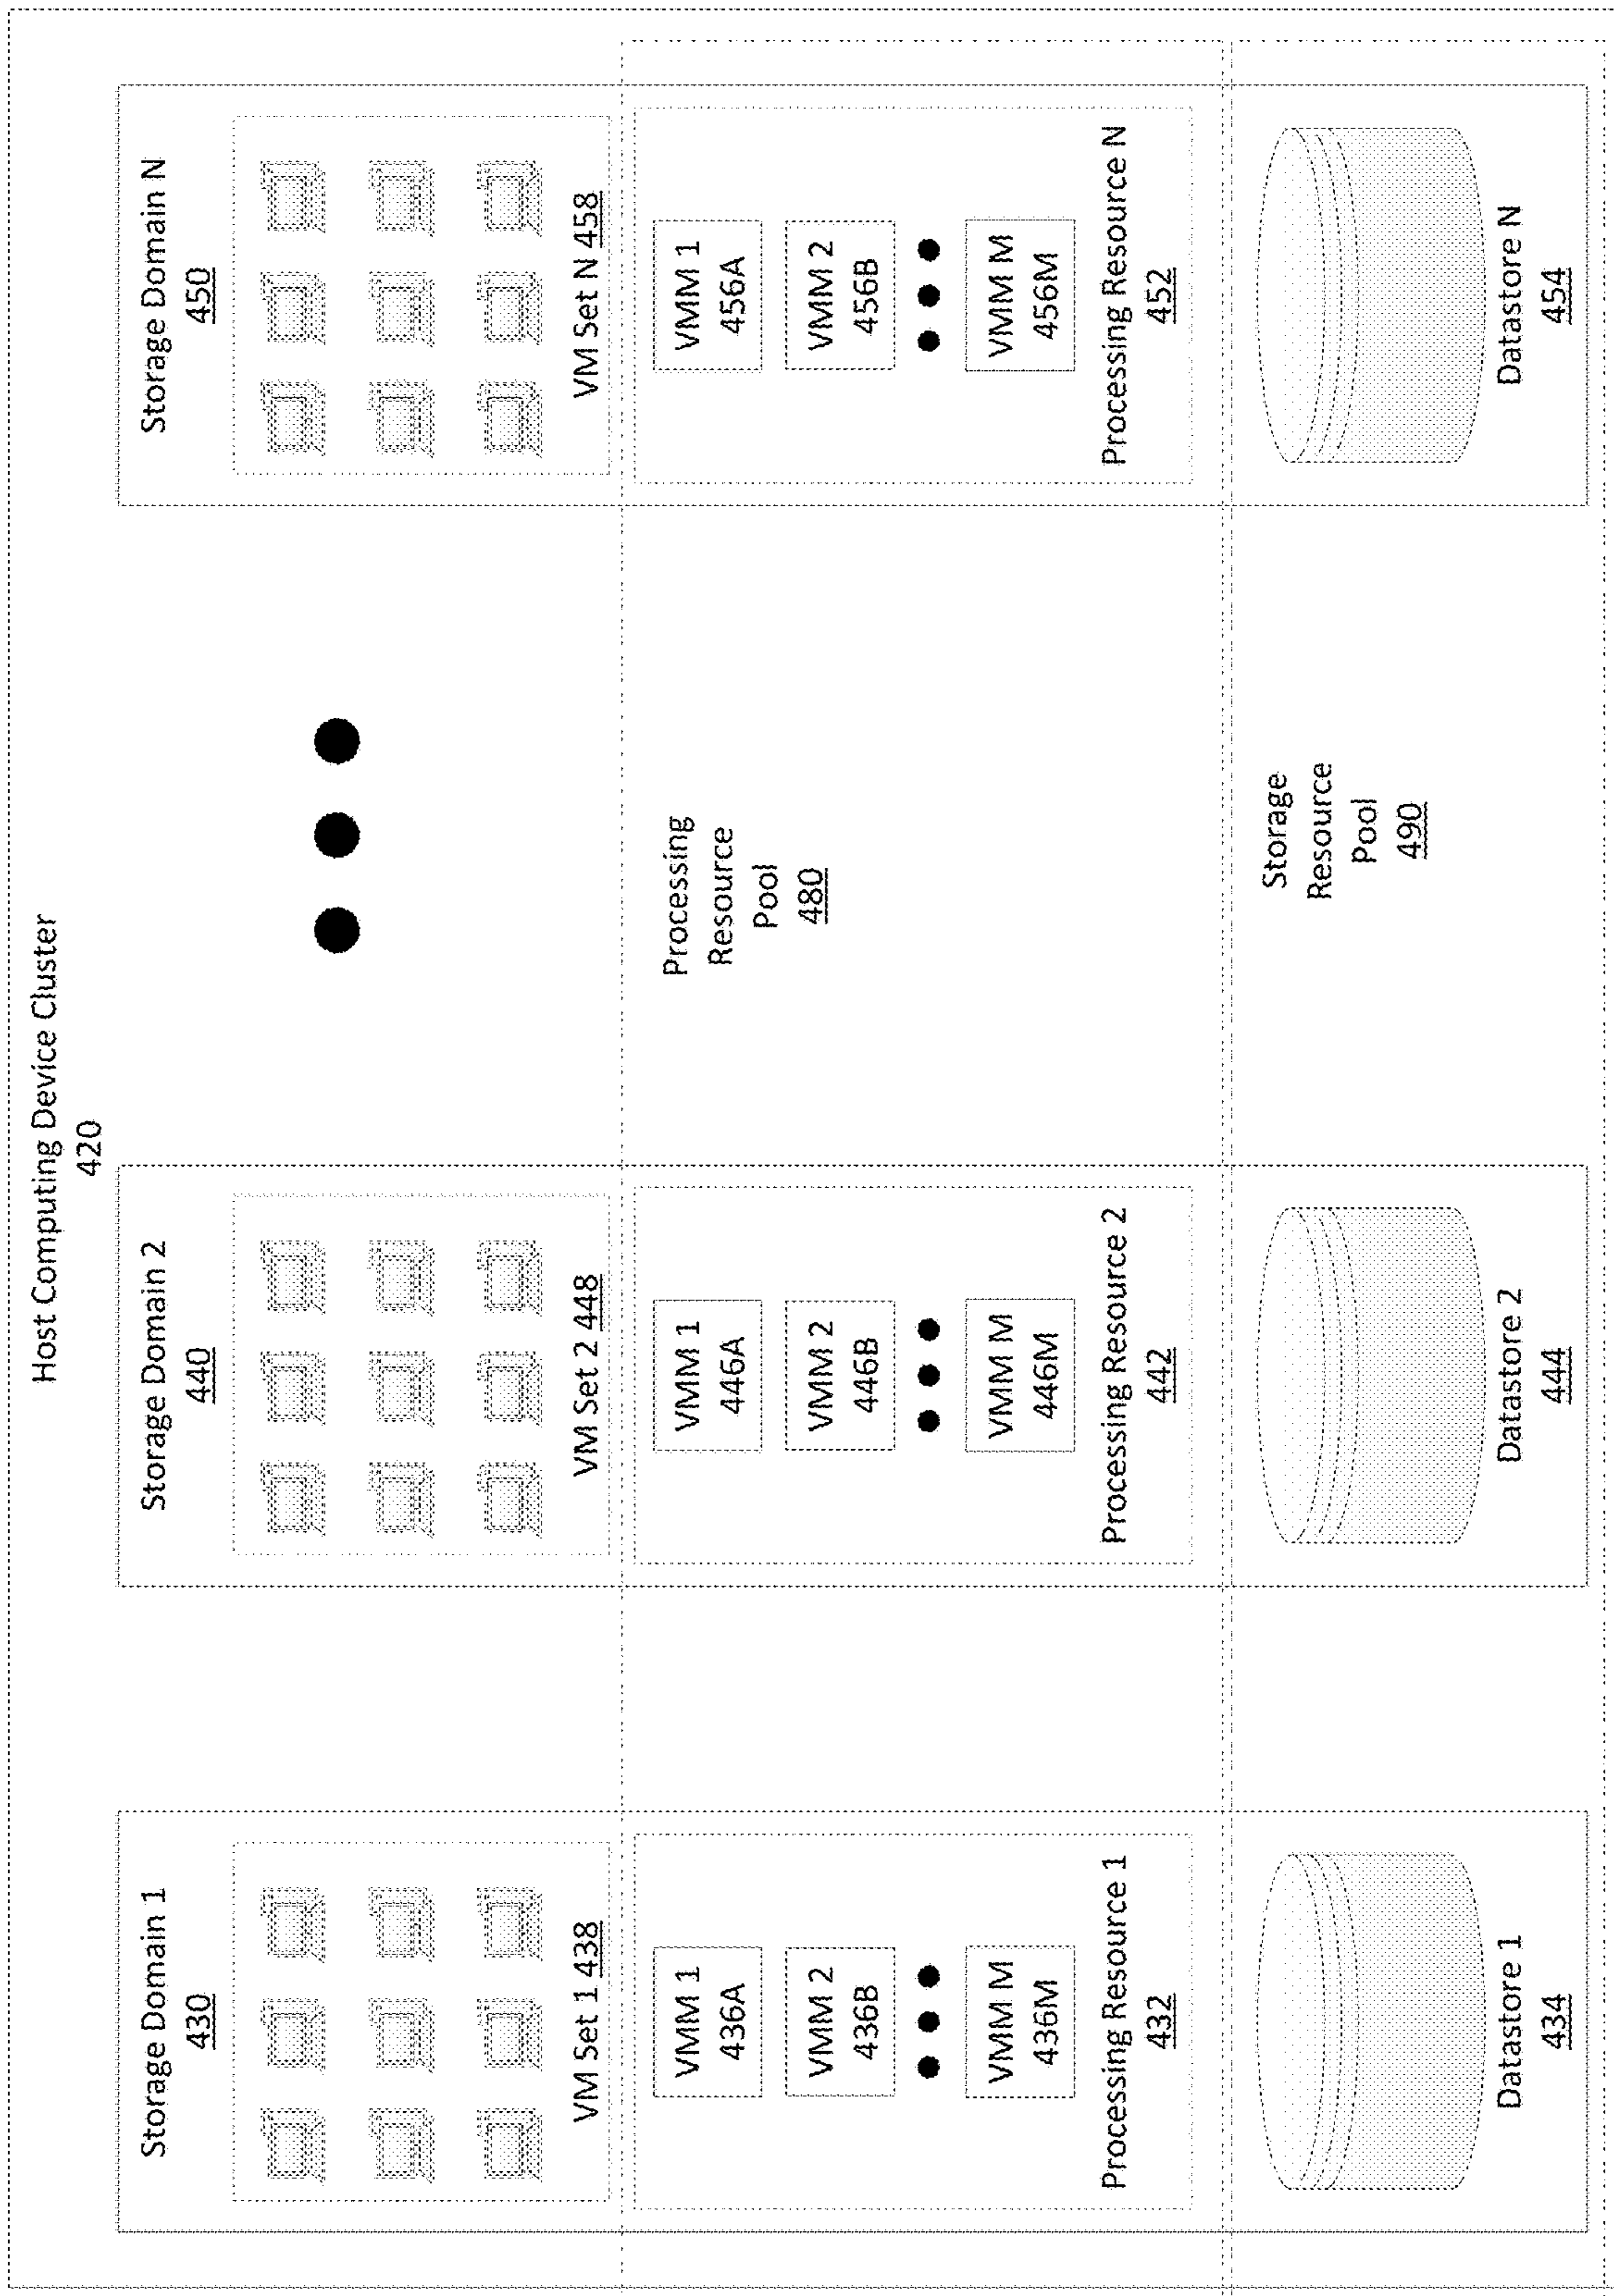 Host Computing Device Cluster
420
Storage Domain 1
430
VM Set 1 438
VMM 1
436A
VMM 2
436B
VMM M
436M
Processing Resource 1
432
Datastore 1
434
Storage Domain 2
440
VM Set 2 448
VMM 1
446A
VMM 2
446B
VMM M
446M
Processing Resource 2
442
Datastore 2
444
Processing
Resource
Pool
480
Storage
Resource
Pool
490
Storage Domain N
450
VM Set N 458
VMM 1
456A
VMM 2
456B
VMM M
456M
Processing Resource N
452
Datastore N
454